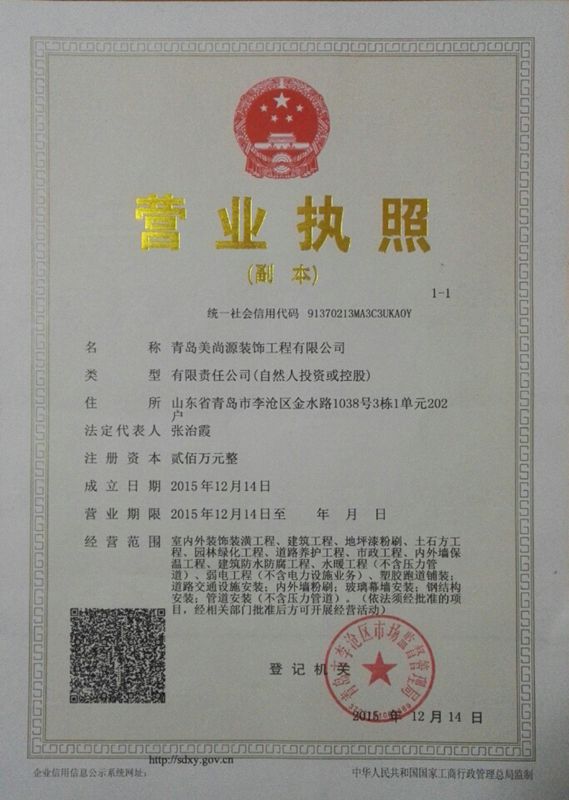 营业执照
(副 本)
1-1
统一社会信用代码 91370213MA3C3UKA0Y
名 称 青岛美尚源装饰工程有限公司
类 型 有限责任公司(自然人投资或控股)
住 所 山东省青岛市李沧区金水路1038号3栋1单元202
户
法定代表人 张治霞
注册资本 贰佰万元整
成立日期 2015年12月14日
营业期限 2015年12月14日至 年 月 日
经营范围 室内外装饰装潢工程、建筑工程、地坪漆粉刷、土石方工
程、园林绿化工程、道路养护工程、市政工程、内外墙保
温工程、建筑防水防腐工程、水暖工程（不含压力管
道）、弱电工程（不含电力设施业务）、塑胶跑道铺装；
道路交通设施安装；内外墙粉刷；玻璃幕墙安装；钢结构
安装；管道安装（不含压力管道）。（依法须经批准的项
目，经相关部门批准后方可开展经营活动）
青岛市李沧区市场监督管理局
登记机关
2015 年 12 月 14 日
http://sdxy.gov.cn
企业信用信息公示系统网址：
中华人民共和国国家工商行政管理总局监制